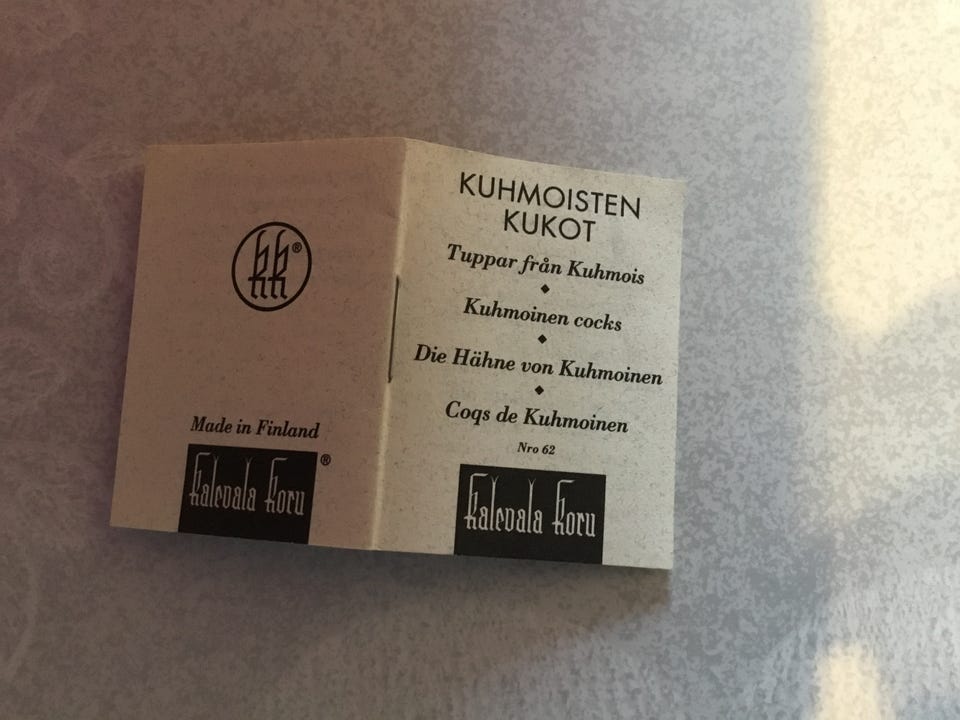 kk®
Made in Finland
Kalevala Koru®
KUHMOISTEN
KUKOT
Tuppar från Kuhmois
◆
Kuhmoinen cocks
◆
Die Hähne von Kuhmoinen
◆
Coqs de Kuhmoinen
Nro 62
Kalevala Koru